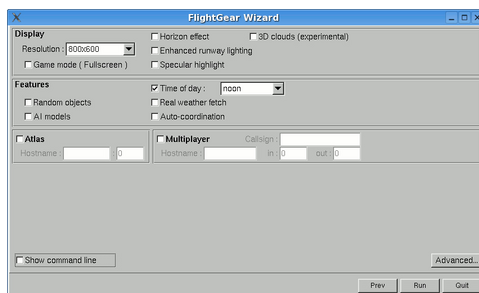 FlightGear Wizard
Display
Horizon effect 3D clouds (experimental)
Resolution : 800x600
Enhanced runway lighting
Game mode ( Fullscreen ) Specular highlight
Features
Time of day : noon
Random objects Real weather fetch
AI models Auto-coordination
Atlas Multiplayer Callsign :
Hostname : : 0 Hostname : in : 0 out : 0
Show command line Advanced...
Prev Run Quit